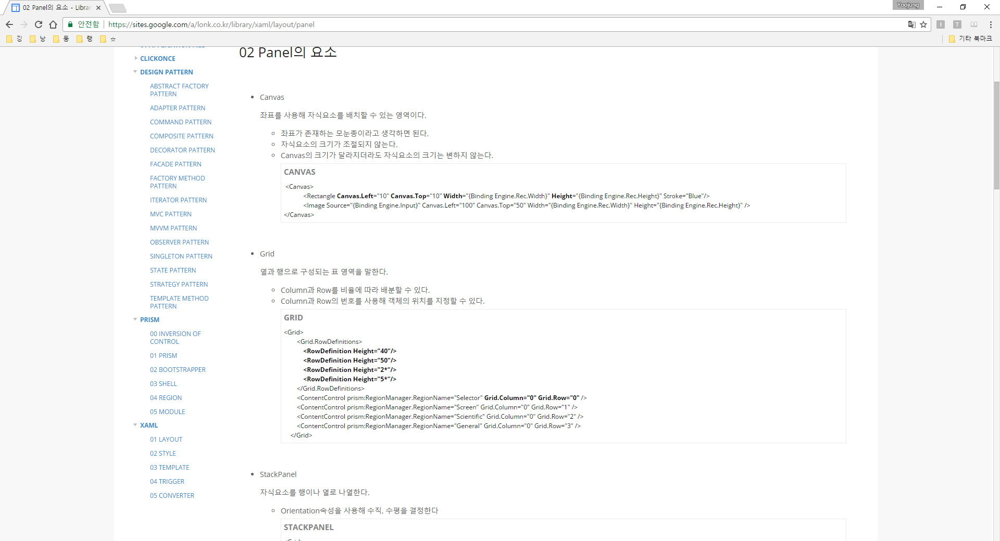 02 Panel의 요소 - Librar
Yoojung
안전함
https://sites.google.com/a/lonk.co.kr/library/xaml/layout/panel
깅
낭
둥
랭
☆
기타 북마크
CLICKONCE
DESIGN PATTERN
ABSTRACT FACTORY
PATTERN
ADAPTER PATTERN
COMMAND PATTERN
COMPOSITE PATTERN
DECORATOR PATTERN
FACADE PATTERN
FACTORY METHOD
PATTERN
ITERATOR PATTERN
MVC PATTERN
MVVM PATTERN
OBSERVER PATTERN
SINGLETON PATTERN
STATE PATTERN
STRATEGY PATTERN
TEMPLATE METHOD
PATTERN
PRISM
00 INVERSION OF
CONTROL
01 PRISM
02 BOOTSTRAPPER
03 SHELL
04 REGION
05 MODULE
XAML
01 LAYOUT
02 STYLE
03 TEMPLATE
04 TRIGGER
05 CONVERTER
02 Panel의 요소
Canvas
좌표를 사용해 자식요소를 배치할 수 있는 영역이다.
좌표가 존재하는 모눈종이라고 생각하면 된다.
자식요소의 크기가 조절되지 않는다.
Canvas의 크기가 달라지더라도 자식요소의 크기는 변하지 않는다.
CANVAS
<Canvas>
<Rectangle Canvas.Left="10" Canvas.Top="10" Width="{Binding Engine.Rec.Width}" Height="{Binding Engine.Rec.Height}" Stroke="Blue"/>
<Image Source="{Binding Engine.Input}" Canvas.Left="100" Canvas.Top="50" Width="{Binding Engine.Rec.Width}" Height="{Binding Engine.Rec.Height}" />
</Canvas>
Grid
열과 행으로 구성되는 표 영역을 말한다.
Column과 Row를 비율에 따라 배분할 수 있다.
Column과 Row의 번호를 사용해 객체의 위치를 지정할 수 있다.
GRID
<Grid>
<Grid.RowDefinitions>
<RowDefinition Height="40"/>
<RowDefinition Height="50"/>
<RowDefinition Height="2*"/>
<RowDefinition Height="5*"/>
</Grid.RowDefinitions>
<ContentControl prism:RegionManager.RegionName="Selector" Grid.Column="0" Grid.Row="0" />
<ContentControl prism:RegionManager.RegionName="Screen" Grid.Column="0" Grid.Row="1" />
<ContentControl prism:RegionManager.RegionName="Scientific" Grid.Column="0" Grid.Row="2" />
<ContentControl prism:RegionManager.RegionName="General" Grid.Column="0" Grid.Row="3" />
</Grid>
StackPanel
자식요소를 행이나 열로 나열한다.
Orientation속성을 사용해 수직, 수평을 결정한다
STACKPANEL